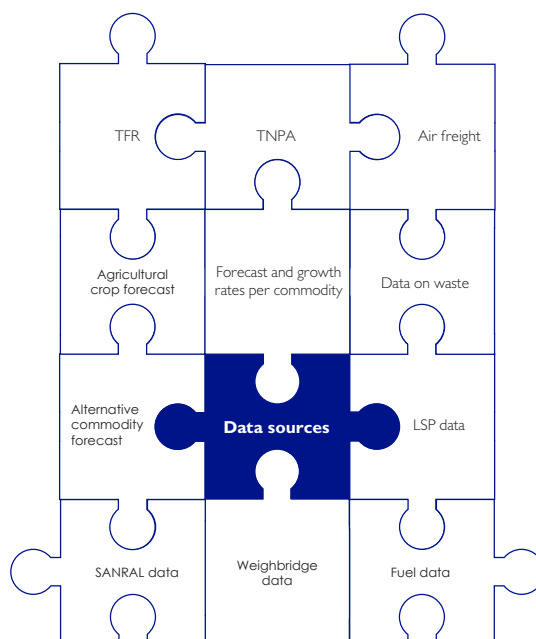 TFR
TNPA
Air freight
Agricultural
crop forecast
Forecast and growth
rates per commodity
Data on waste
Alternative
commodity
forecast
Data sources
LSP data
SANRAL data
Weighbridge
data
Fuel data